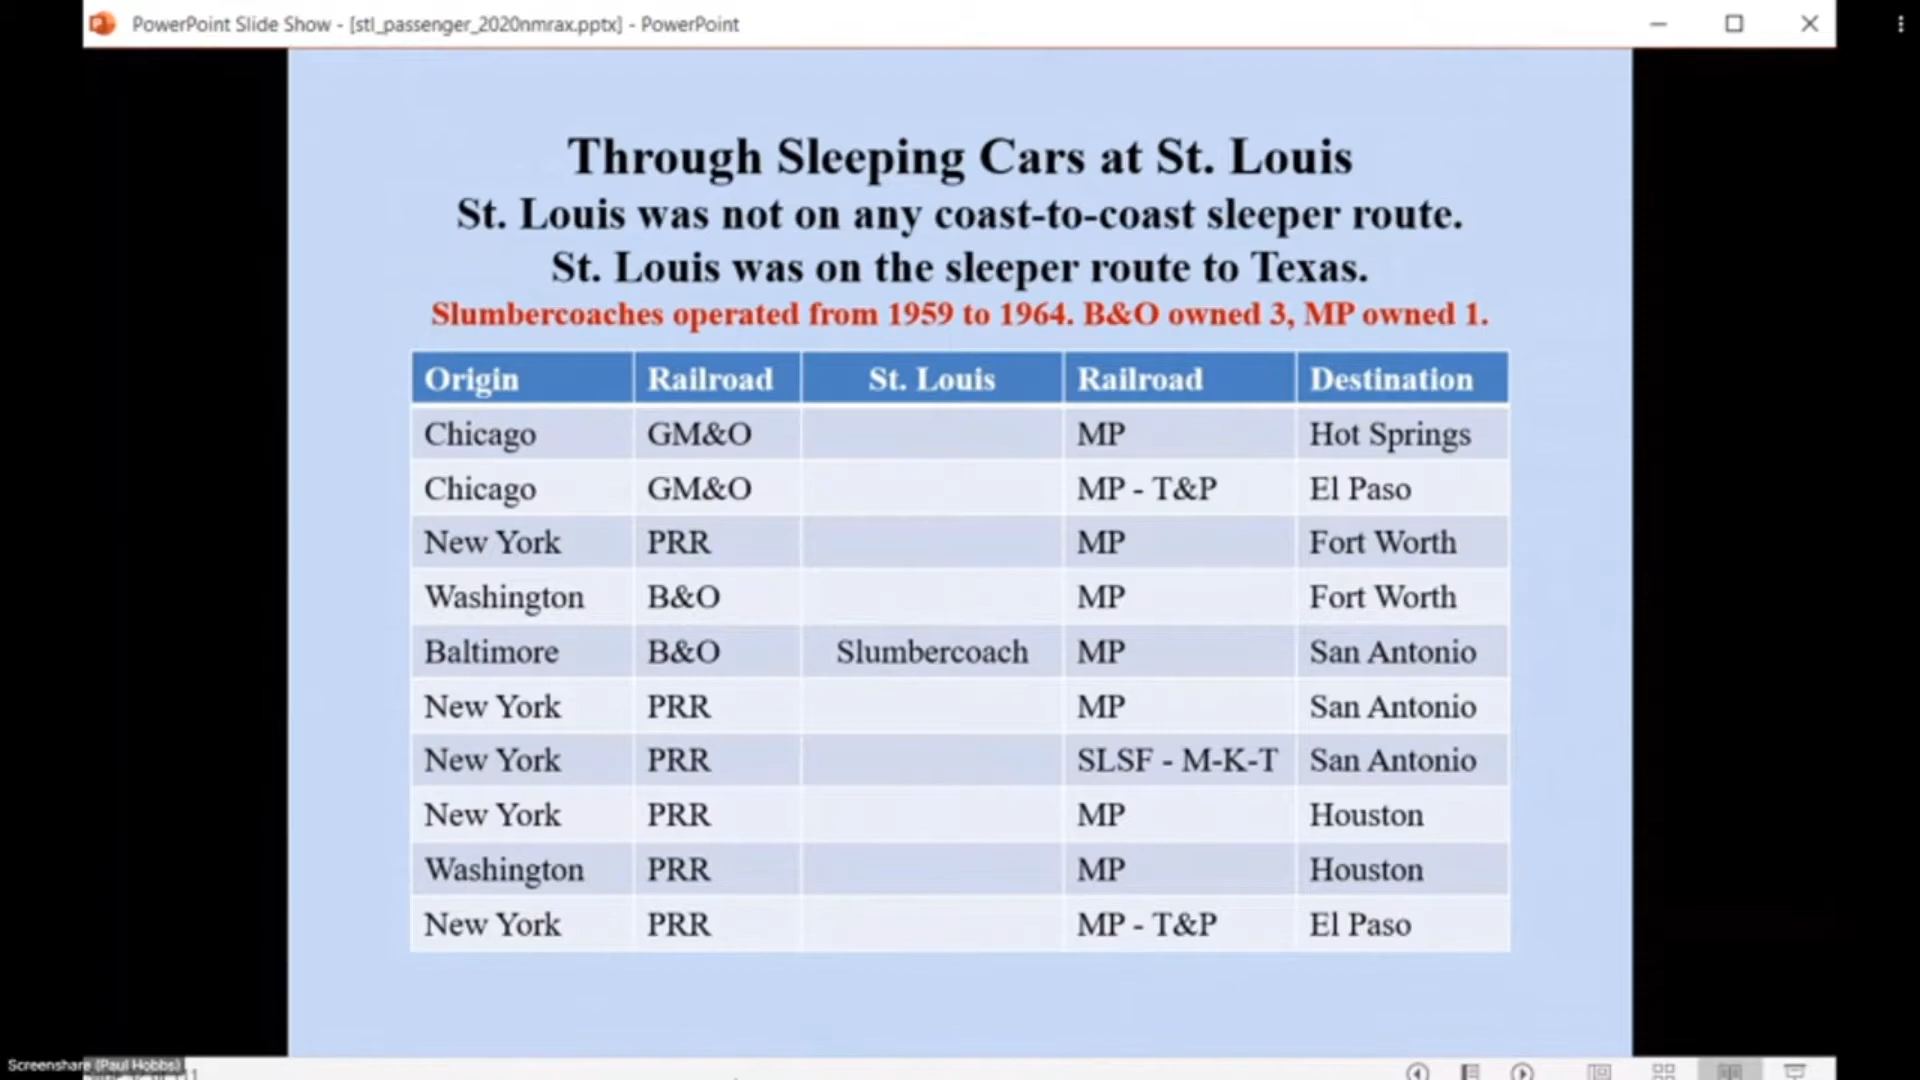 PowerPoint Slide Show - [stl_passenger_2020nmrax.pptx] - PowerPoint
Through Sleeping Cars at St. Louis
St. Louis was not on any coast-to-coast sleeper route.
St. Louis was on the sleeper route to Texas.
Slumbercoaches operated from 1959 to 1964. B&O owned 3, MP owned 1.
Origin Railroad St. Louis Railroad Destination
Chicago GM&O MP Hot Springs
Chicago GM&O MP - T&P El Paso
New York PRR MP Fort Worth
Washington B&O MP Fort Worth
Baltimore B&O Slumbercoach MP San Antonio
New York PRR MP San Antonio
New York PRR SLSF - M-K-T San Antonio
New York PRR MP Houston
Washington PRR MP Houston
New York PRR MP - T&P El Paso
Screenshare (Paul Hobbs)